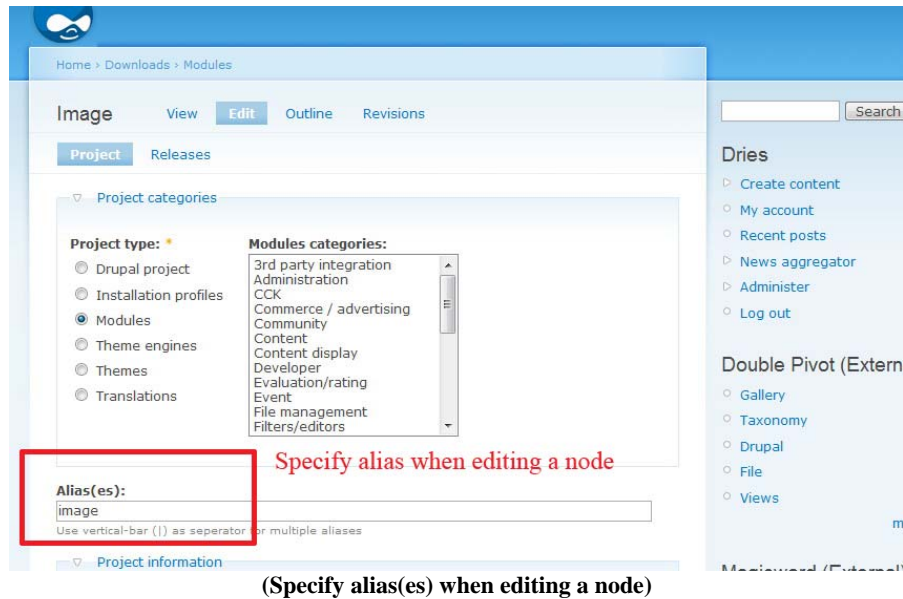 Home › Downloads › Modules
Image View Edit Outline Revisions
Project Releases
Project categories
Project type: *
Drupal project
Installation profiles
Modules
Theme engines
Themes
Translations
Modules categories:
3rd party integration
Administration
CCK
Commerce / advertising
Community
Content
Content display
Developer
Evaluation/rating
Event
File management
Filters/editors
Specify alias when editing a node
Alias(es):
image
Use vertical-bar (|) as seperator for multiple aliases
Project information
Search
Dries
Create content
My account
Recent posts
News aggregator
Administer
Log out
Double Pivot (Extern
Gallery
Taxonomy
Drupal
File
Views
m
(Specify alias(es) when editing a node)